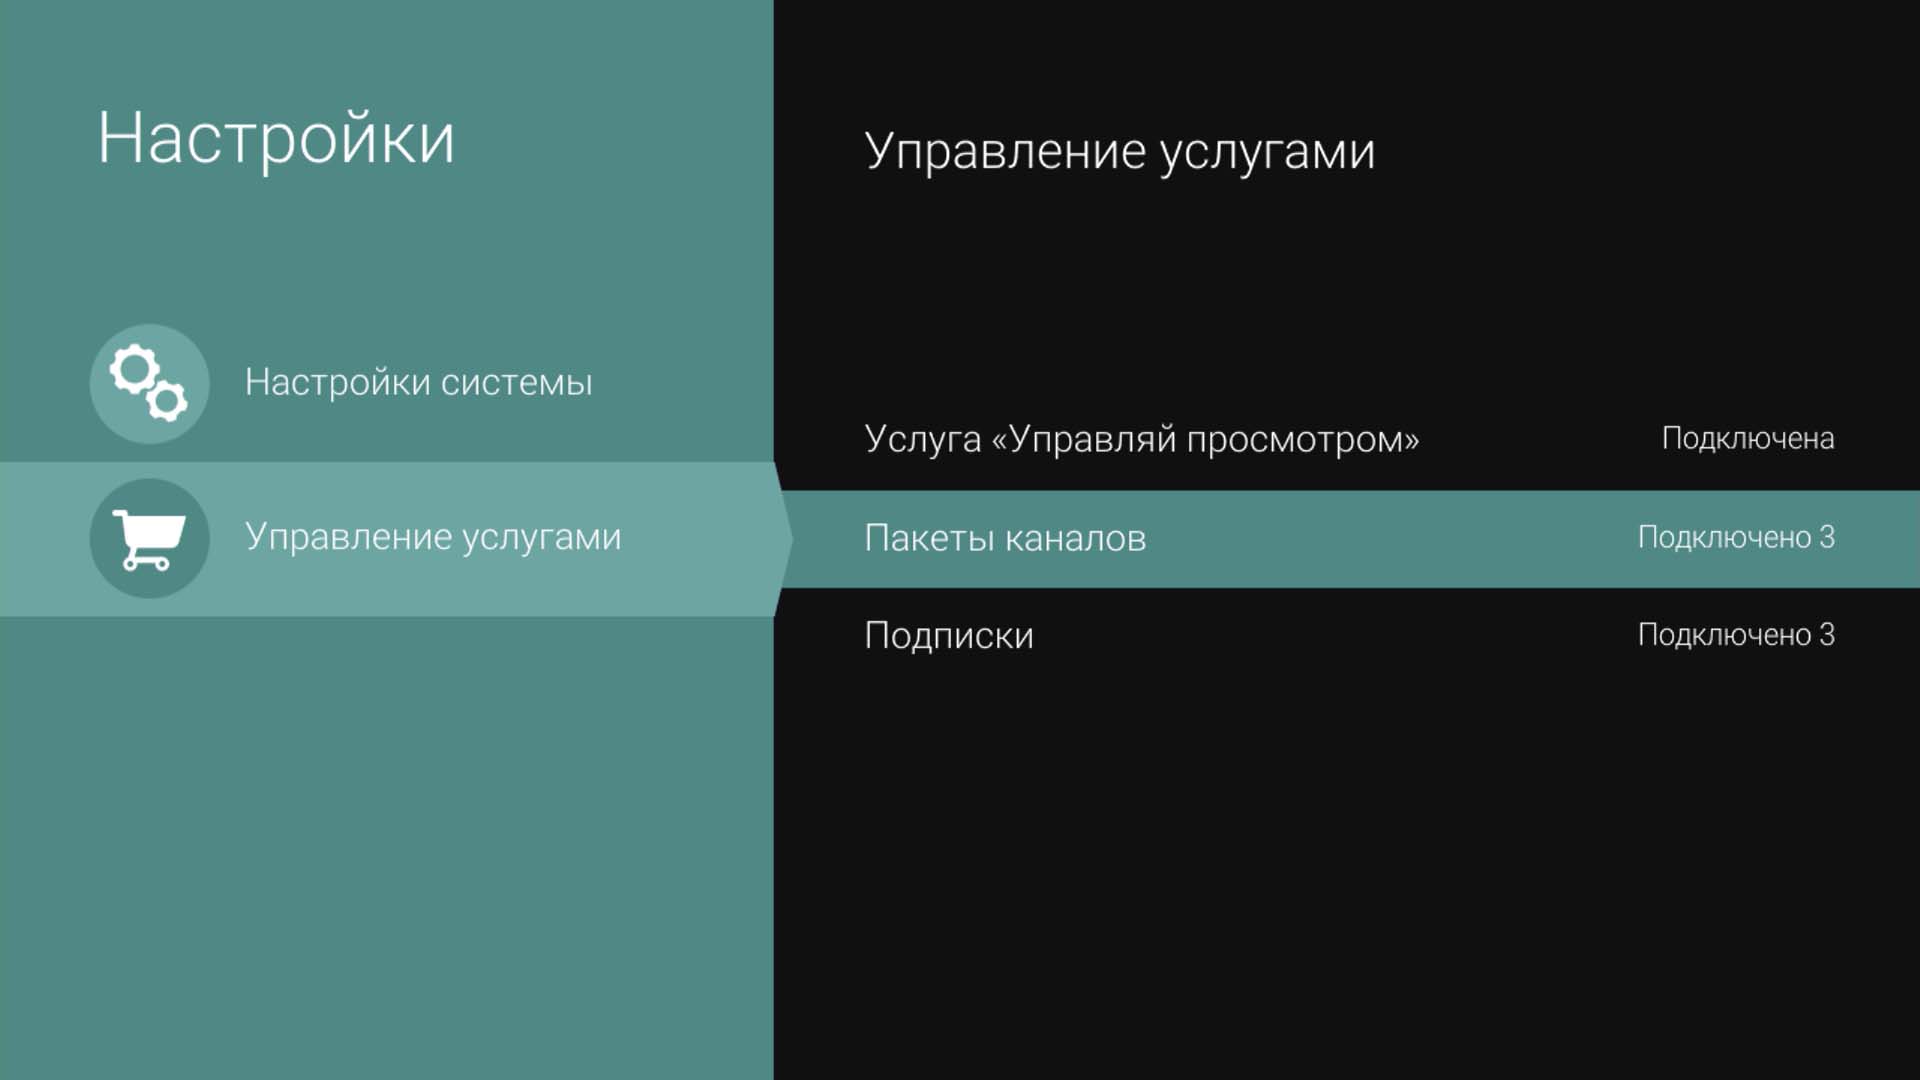 Настройки
Настройки системы
Управление услугами
Управление услугами
Услуга «Управляй просмотром» Подключена
Пакеты каналов Подключено 3
Подписки Подключено 3